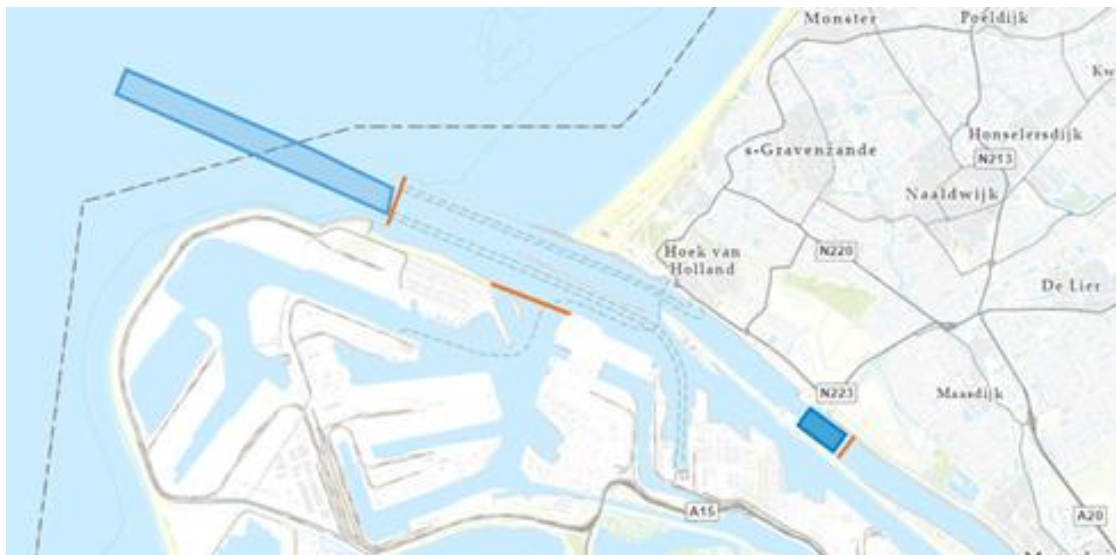 Monster
Poeldijk
Kw
Honselersdijk
s-Gravenzande
N213
Naaldwijk
Hoek van
Holland
N220
De Lier
N223
Maasdijk
A15
A20